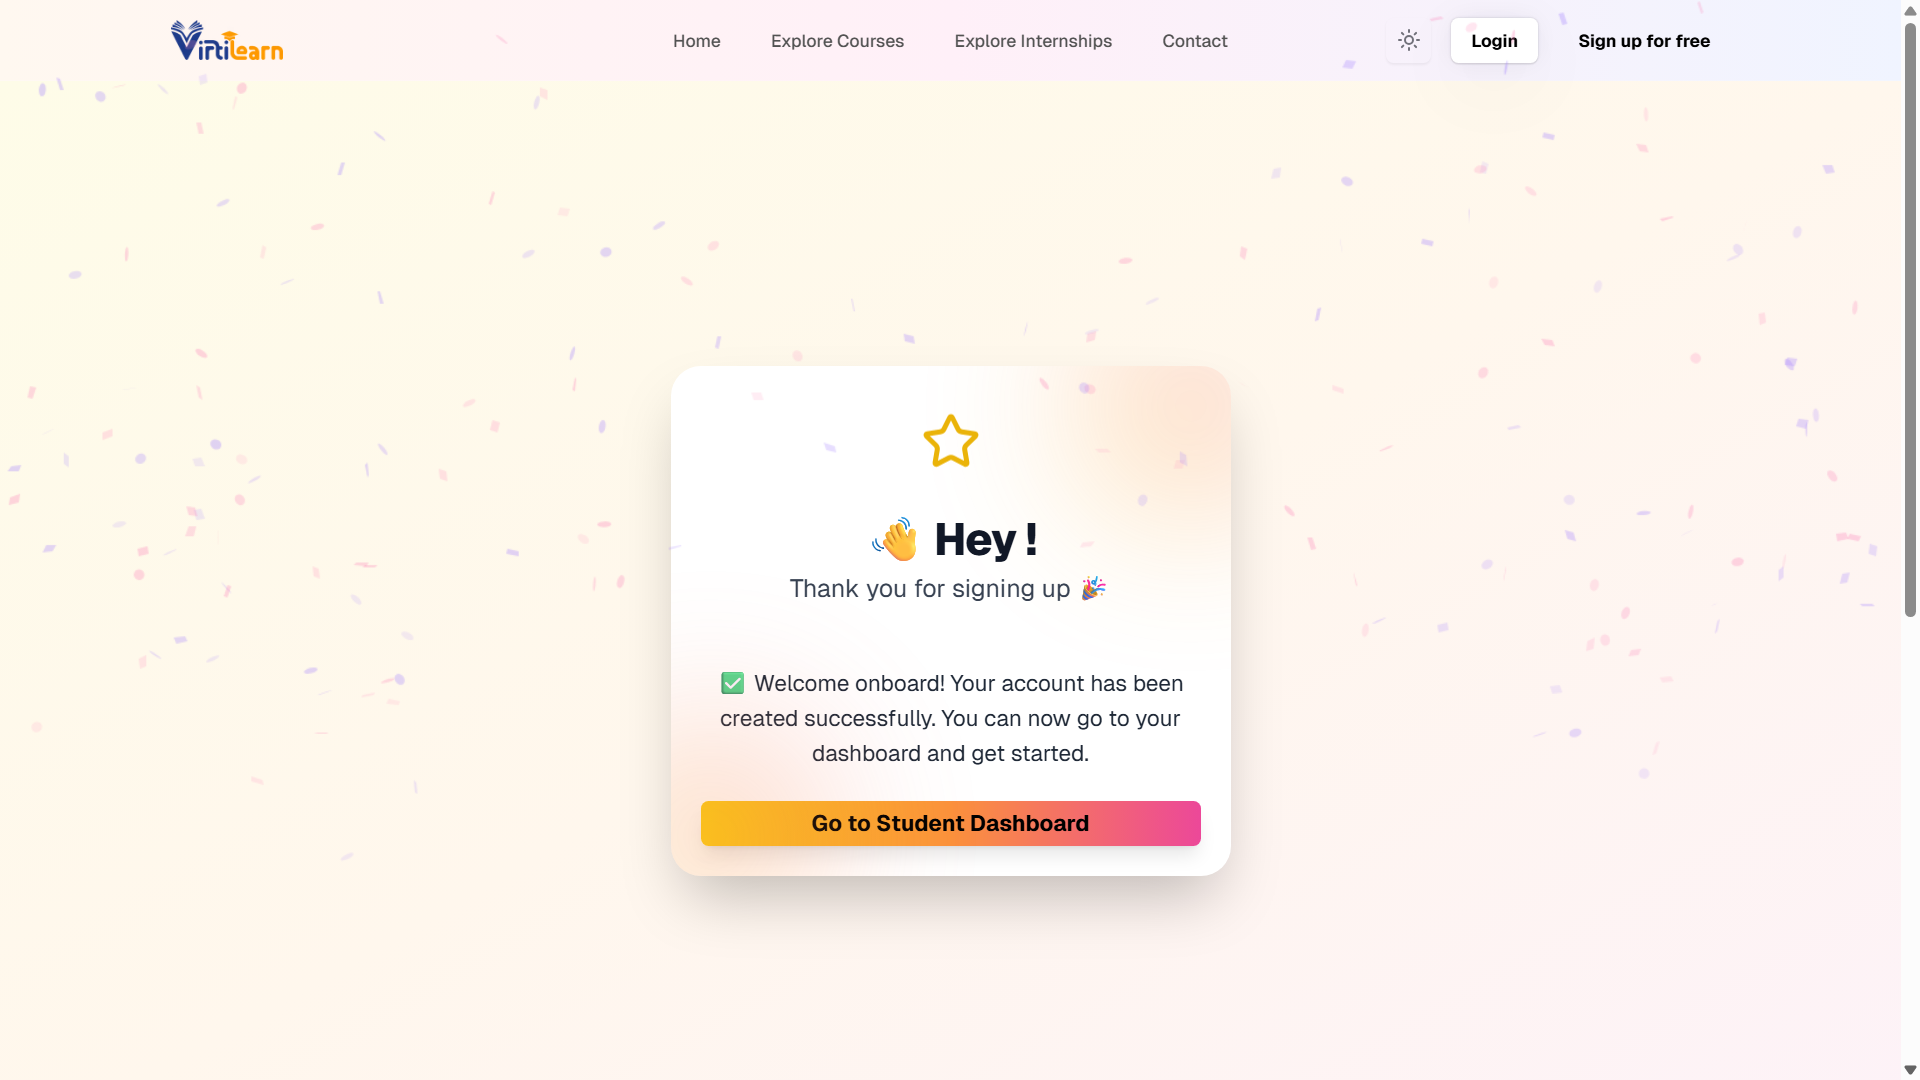 VirtiLearn
Home
Explore Courses
Explore Internships
Contact
Login
Sign up for free
👋 Hey !
Thank you for signing up 🎉
✅ Welcome onboard! Your account has been
created successfully. You can now go to your
dashboard and get started.
Go to Student Dashboard